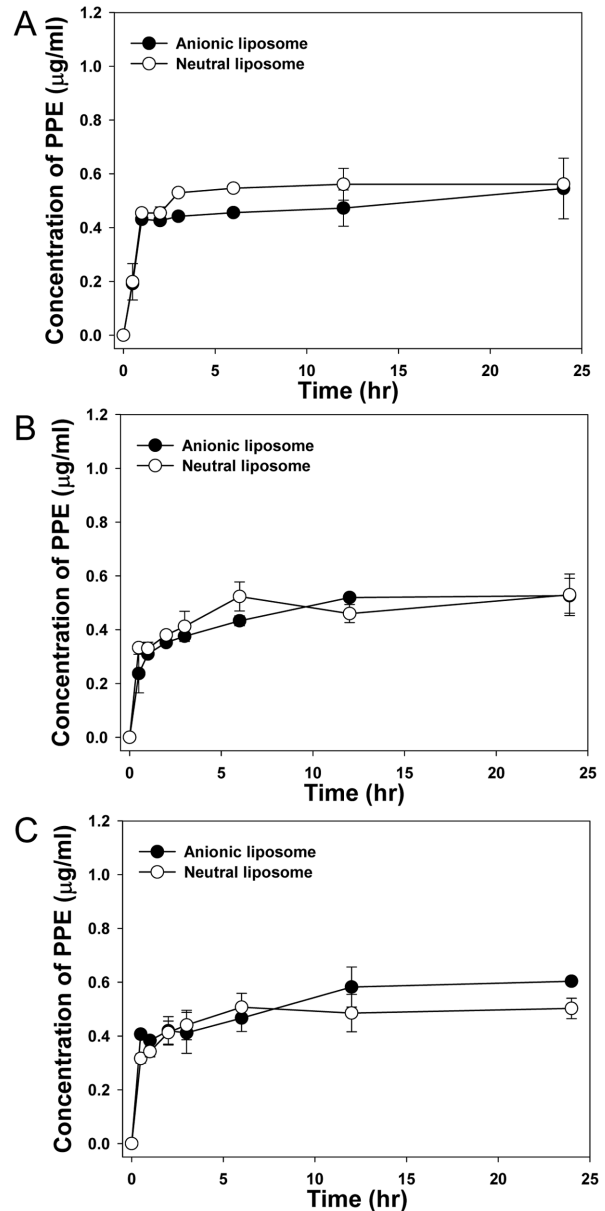 A
Concentration of PPE (μg/ml)
1.2
1.0
0.8
0.6
0.4
0.2
0.0
Anionic liposome
Neutral liposome
0 5 10 15 20 25
Time (hr)
B
Concentration of PPE (μg/ml)
1.2
1.0
0.8
0.6
0.4
0.2
0.0
Anionic liposome
Neutral liposome
0 5 10 15 20 25
Time (hr)
C
Concentration of PPE (μg/ml)
1.2
1.0
0.8
0.6
0.4
0.2
0.0
Anionic liposome
Neutral liposome
0 5 10 15 20 25
Time (hr)